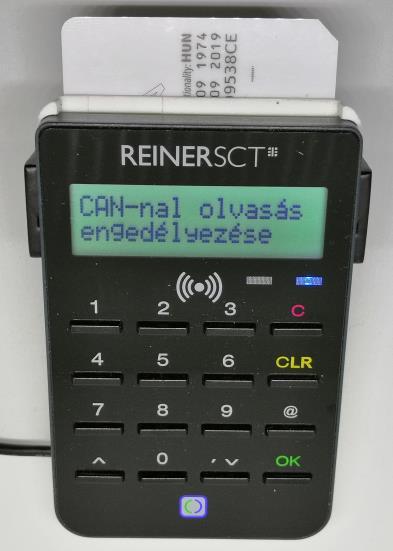 tionality: HUN
09 1974
09 2019
9538CE
REINERSCT
CAN-nal olvasás
engedélyezése
1 2 3 C
4 5 6 CLR
7 8 9 @
0 OK